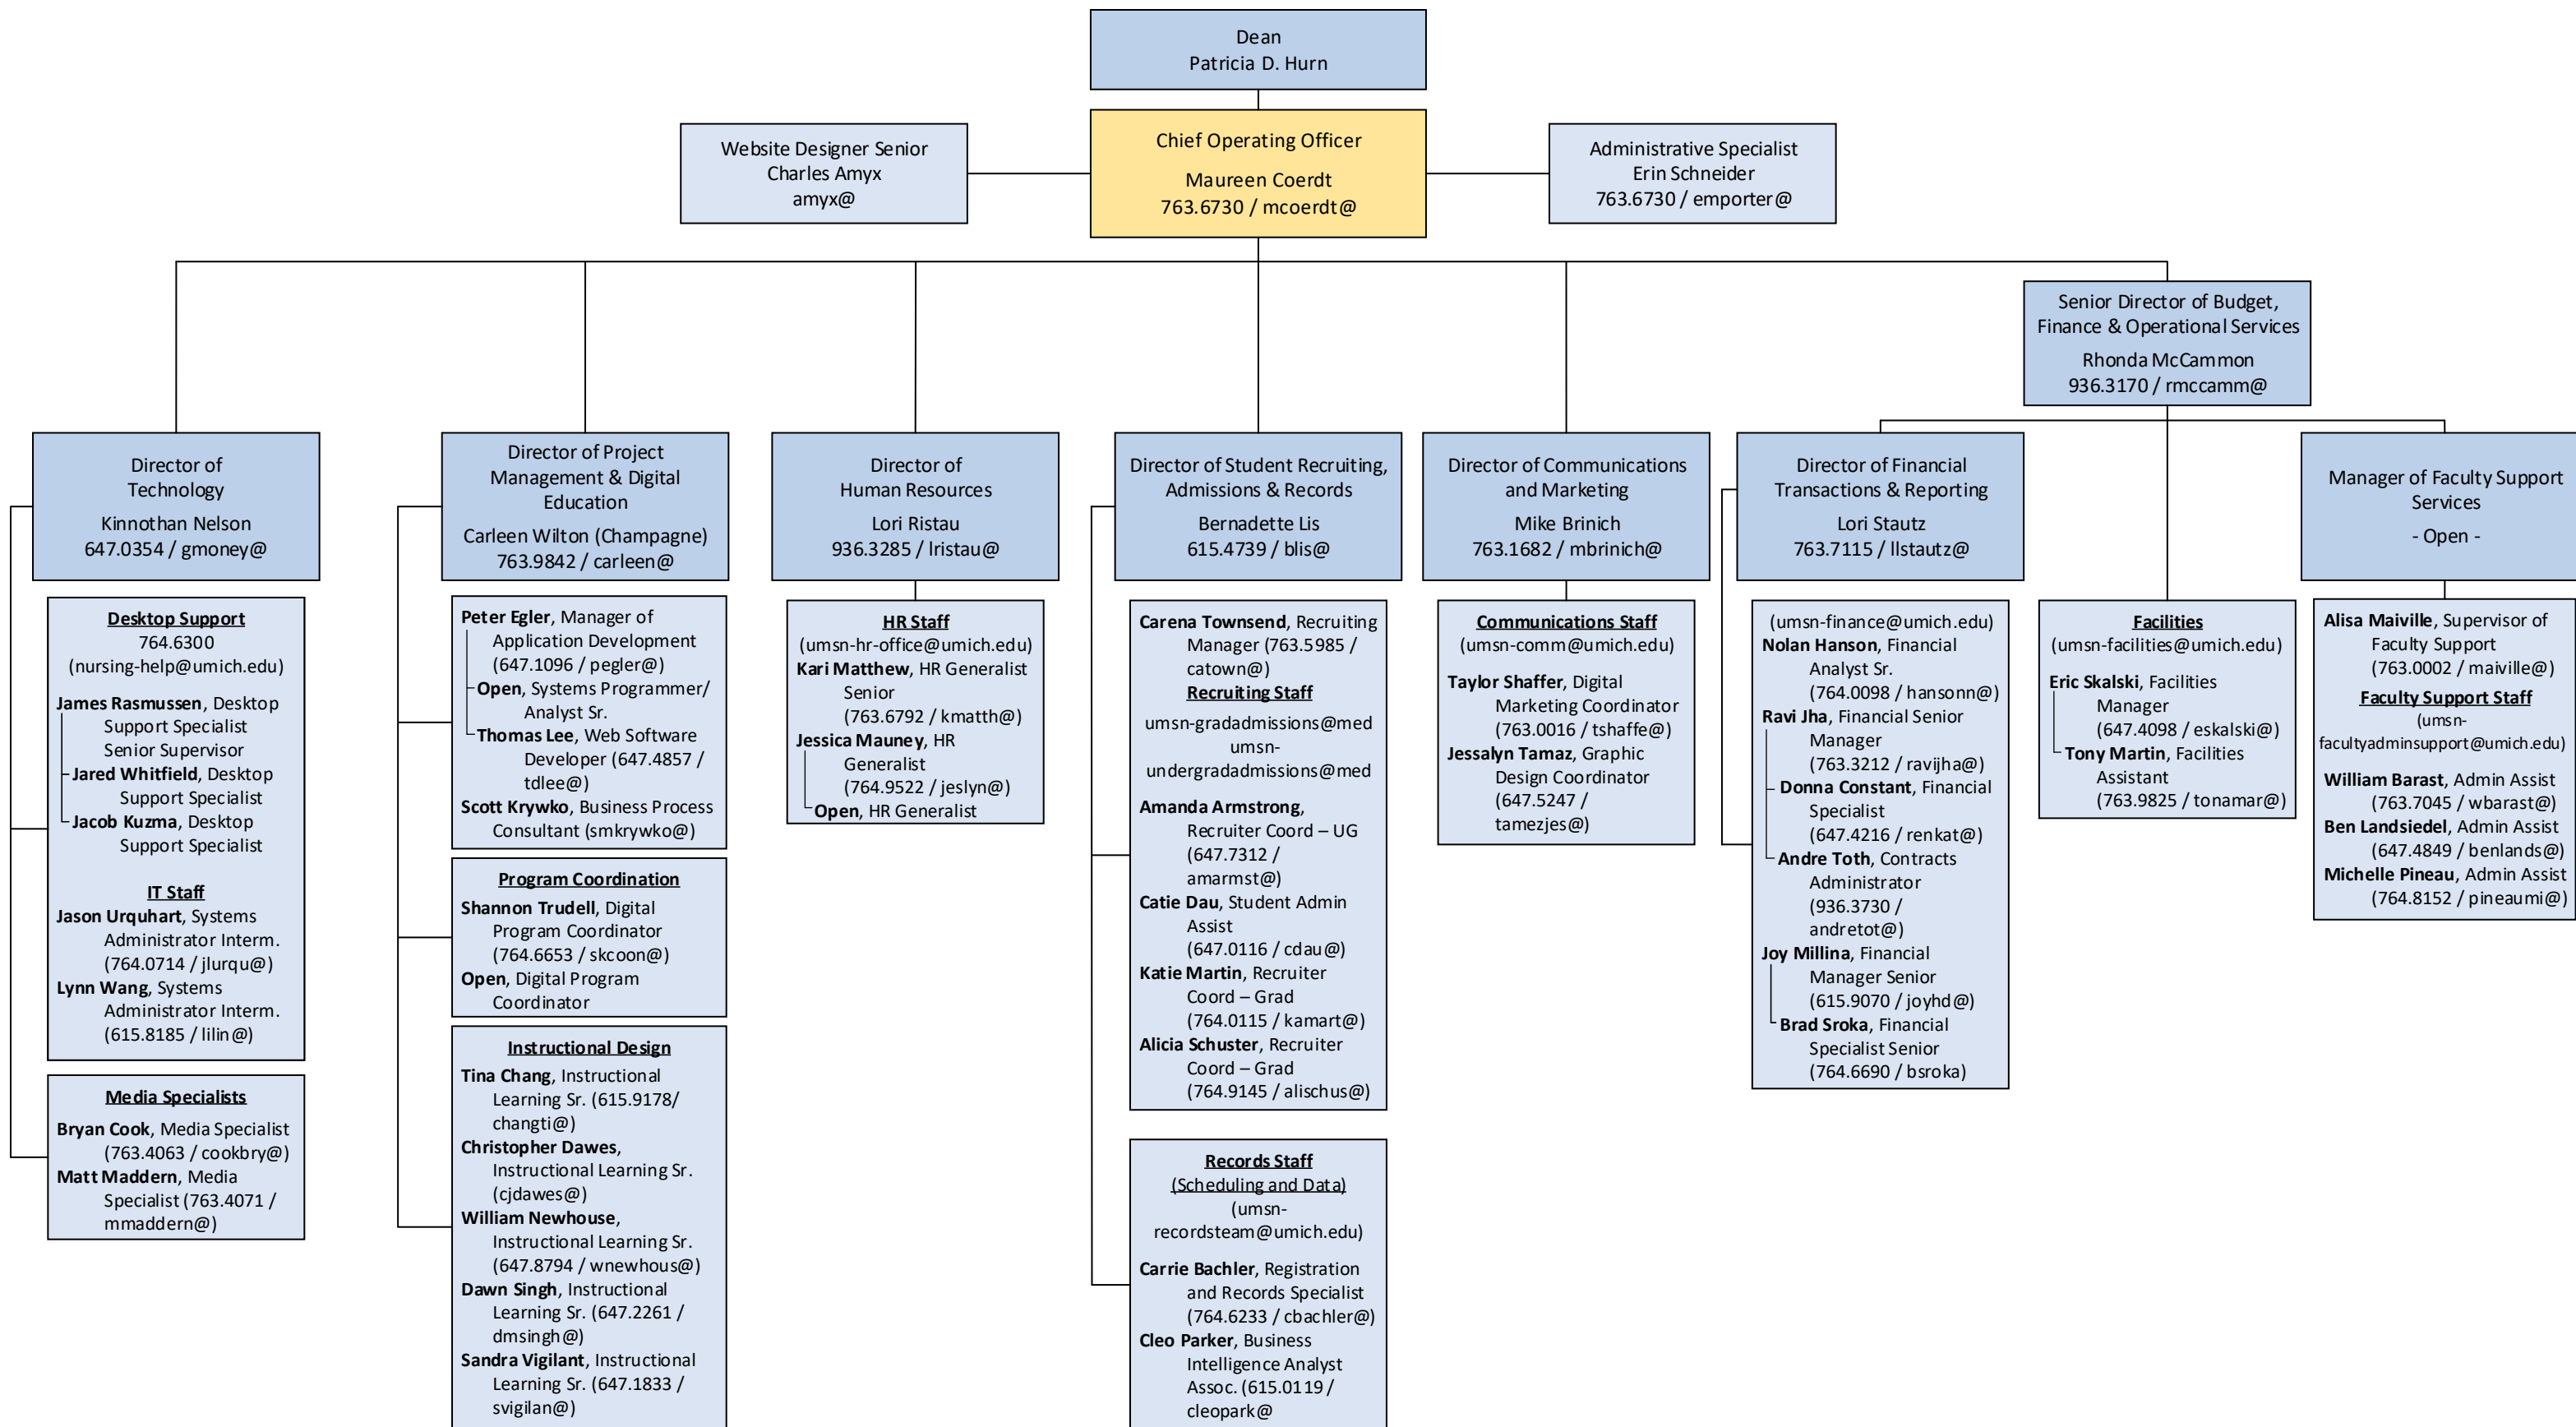 Dean
Patricia D. Hurn
Website Designer Senior
Charles Amyx
amyx@
Chief Operating Officer
Maureen Coerdt
763.6730 / mcoerdt@
Administrative Specialist
Erin Schneider
763.6730 / emporter@
Senior Director of Budget,
Finance & Operational Services
Rhonda McCammon
936.3170 / rmccamm@
Director of
Technology
Kinnothan Nelson
647.0354 / gmoney@
Desktop Support
764.6300
(nursing-help@umich.edu)
James Rasmussen, Desktop
Support Specialist
Senior Supervisor
Jared Whitfield, Desktop
Support Specialist
Jacob Kuzma, Desktop
Support Specialist
IT Staff
Jason Urquhart, Systems
Administrator Interm.
(764.0714 / jlurqu@)
Lynn Wang, Systems
Administrator Interm.
(615.8185 / lilin@)
Media Specialists
Bryan Cook, Media Specialist
(763.4063 / cookbry@)
Matt Maddern, Media
Specialist (763.4071 /
mmaddern@)
Director of Project
Management & Digital
Education
Carleen Wilton (Champagne)
763.9842 / carleen@
Peter Egler, Manager of
Application Development
(647.1096 / pegler@)
Open, Systems Programmer/
Analyst Sr.
Thomas Lee, Web Software
Developer (647.4857 /
tdlee@)
Scott Krywko, Business Process
Consultant (smkrywko@)
Program Coordination
Shannon Trudell, Digital
Program Coordinator
(764.6653 / skcoon@)
Open, Digital Program
Coordinator
Instructional Design
Tina Chang, Instructional
Learning Sr. (615.9178/
changti@)
Christopher Dawes,
Instructional Learning Sr.
(cjdawes@)
William Newhouse,
Instructional Learning Sr.
(647.8794 / wnewhous@)
Dawn Singh, Instructional
Learning Sr. (647.2261 /
dmsingh@)
Sandra Vigilant, Instructional
Learning Sr. (647.1833 /
svigilan@)
Director of
Human Resources
Lori Ristau
936.3285 / lristau@
HR Staff
(umsn-hr-office@umich.edu)
Kari Matthew, HR Generalist
Senior
(763.6792 / kmatth@)
Jessica Mauney, HR
Generalist
(764.9522 / jeslyn@)
Open, HR Generalist
Director of Student Recruiting,
Admissions & Records
Bernadette Lis
615.4739 / blis@
Carena Townsend, Recruiting
Manager (763.5985 /
catown@)
Recruiting Staff
umsn-gradadmissions@med
umsn-
undergradadmissions@med
Amanda Armstrong,
Recruiter Coord – UG
(647.7312 /
amarmst@)
Catie Dau, Student Admin
Assist
(647.0116 / cdau@)
Katie Martin, Recruiter
Coord – Grad
(764.0115 / kamart@)
Alicia Schuster, Recruiter
Coord – Grad
(764.9145 / alischus@)
Records Staff
(Scheduling and Data)
(umsn-
recordsteam@umich.edu)
Carrie Bachler, Registration
and Records Specialist
(764.6233 / cbachler@)
Cleo Parker, Business
Intelligence Analyst
Assoc. (615.0119 /
cleopark@
Director of Communications
and Marketing
Mike Brinich
763.1682 / mbrinich@
Communications Staff
(umsn-comm@umich.edu)
Taylor Shaffer, Digital
Marketing Coordinator
(763.0016 / tshaffe@)
Jessalyn Tamaz, Graphic
Design Coordinator
(647.5247 /
tamezjes@)
Director of Financial
Transactions & Reporting
Lori Stautz
763.7115 / llstautz@
(umsn-finance@umich.edu)
Nolan Hanson, Financial
Analyst Sr.
(764.0098 / hansonn@)
Ravi Jha, Financial Senior
Manager
(763.3212 / ravijha@)
Donna Constant, Financial
Specialist
(647.4216 / renkat@)
Andre Toth, Contracts
Administrator
(936.3730 /
andretot@)
Joy Millina, Financial
Manager Senior
(615.9070 / joyhd@)
Brad Sroka, Financial
Specialist Senior
(764.6690 / bsroka)
Facilities
(umsn-facilities@umich.edu)
Eric Skalski, Facilities
Manager
(647.4098 / eskalski@)
Tony Martin, Facilities
Assistant
(763.9825 / tonamar@)
Manager of Faculty Support
Services
- Open -
Alisa Maiville, Supervisor of
Faculty Support
(763.0002 / maiville@)
Faculty Support Staff
(umsn-
facultyadminsupport@umich.edu)
William Barast, Admin Assist
(763.7045 / wbarast@)
Ben Landsiedel, Admin Assist
(647.4849 / benlands@)
Michelle Pineau, Admin Assist
(764.8152 / pineaumi@)